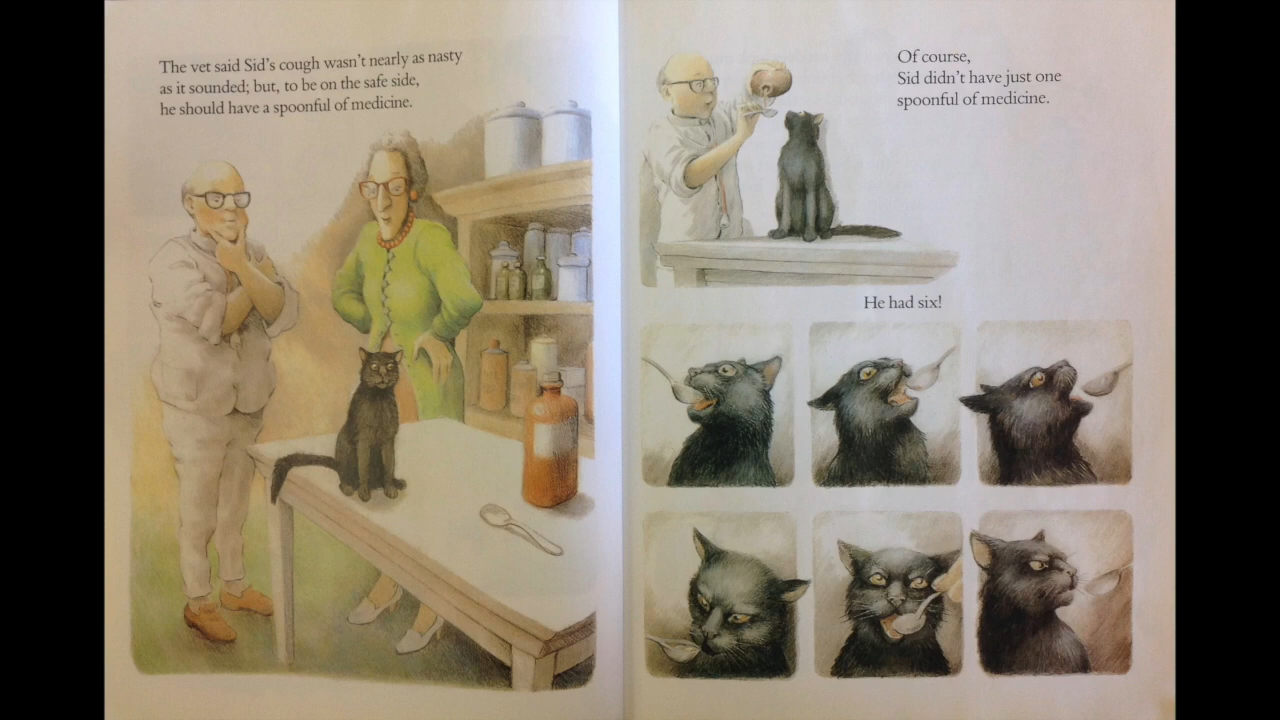 The vet said Sid's cough wasn't nearly as nasty
as it sounded; but, to be on the safe side,
he should have a spoonful of medicine.
Of course,
Sid didn't have just one
spoonful of medicine.
He had six!